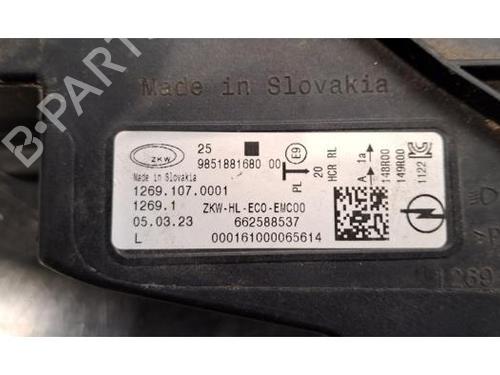 Made in Slovakia
B-PARTS
ZKW
25
9851881680 00
E9
Made in Slovakia
1269.107.0001
1269.1
ZKW-HL-ECO-EMC00
05.03.23
662588537
L
000161000065614
PL
20
HCR RL
A 1a
148R00
149R00
1122
1269